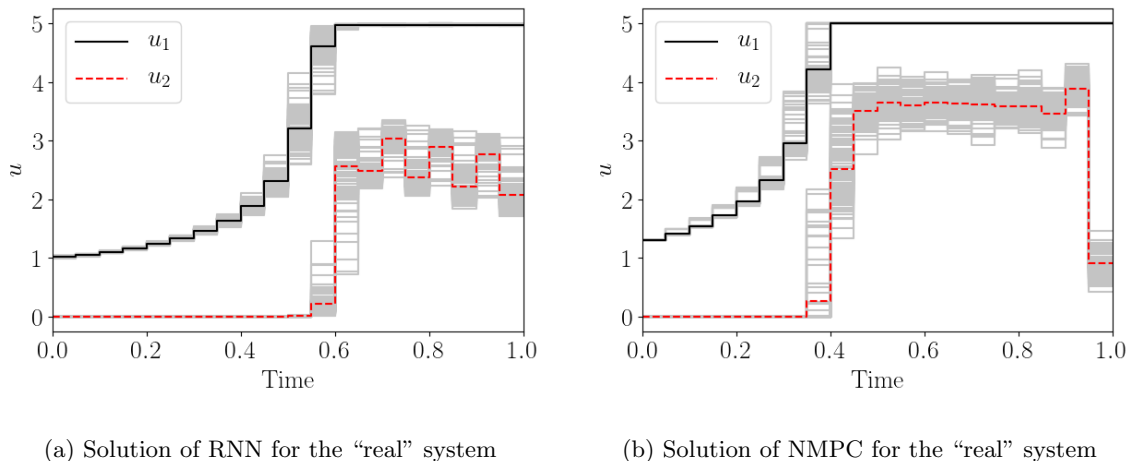 5
4
3
2
1
0
u
u₁
u₂
0.0 0.2 0.4 0.6 0.8 1.0
Time
(a) Solution of RNN for the “real” system
5
4
3
2
1
0
u
u₁
u₂
0.0 0.2 0.4 0.6 0.8 1.0
Time
(b) Solution of NMPC for the “real” system